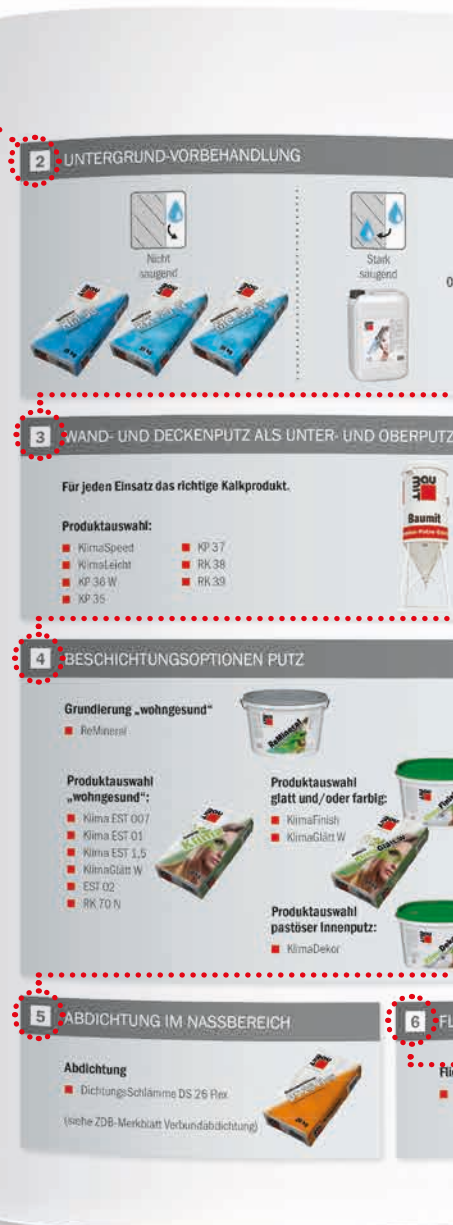 2 UNTERGRUND-VORBEHANDLUNG
Nicht
saugend
Stark
saugend
3 WAND- UND DECKENPUTZ ALS UNTER- UND OBERPUTZ
Für jeden Einsatz das richtige Kalkprodukt.
Baumit
Produktauswahl:
KlimaSpeed
KlimaLeicht
KP 36 W
KP 35
KP 37
RK 38
RK 39
4 BESCHICHTUNGSOPTIONEN PUTZ
Grundierung „wohngesund“
ReMineral
ReMineral
Produktauswahl
„wohngesund“:
Klima EST 007
Klima EST 01
Klima EST 1,5
KlimaGlätt W
EST 02
RK 70 N
Klima
Produktauswahl
glatt und/oder farbig:
KlimaFinish
KlimaGlätt W
Produktauswahl
pastöser Innenputz:
KlimaDekor
5 ABDICHTUNG IM NASSBEREICH
Abdichtung
DichtungsSchlämme DS 26 Flex
(siehe ZDB-Merkblatt Verbundabdichtung)
6 FL
Flie